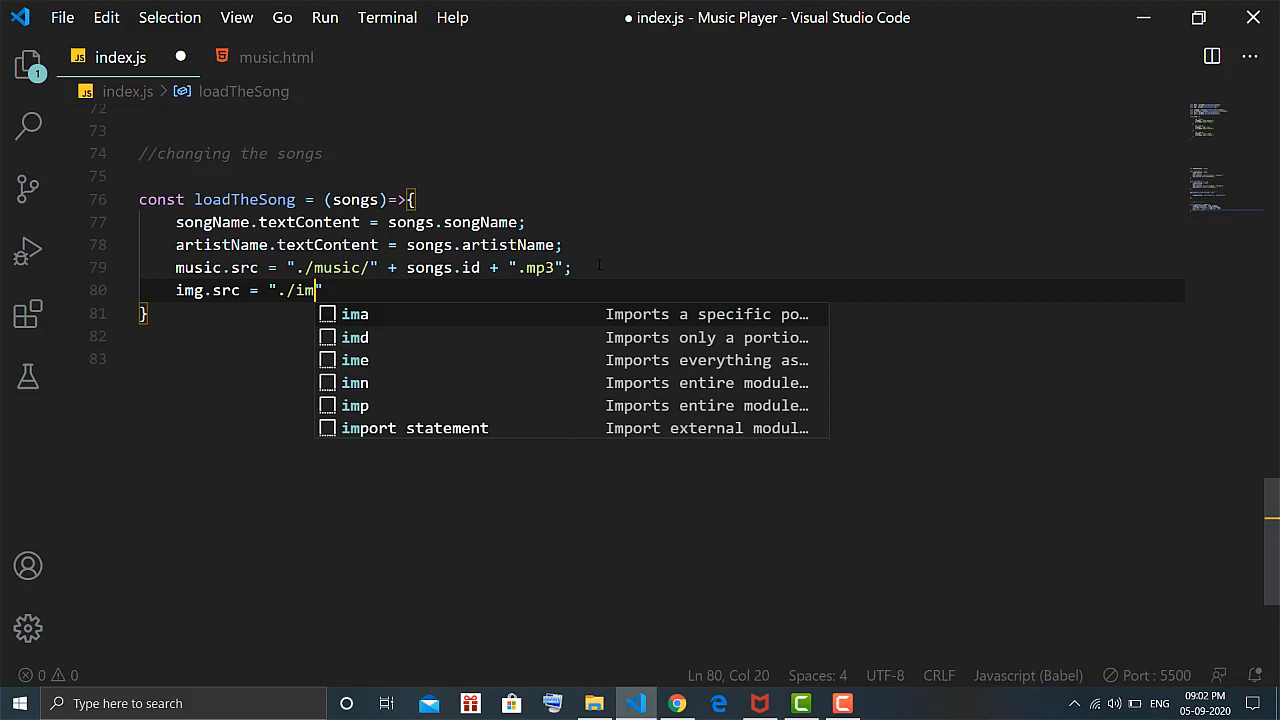 File Edit Selection View Go Run Terminal Help ● index.js - Music Player - Visual Studio Code
JS index.js ● music.html
JS index.js > loadTheSong
1
72
73
74 //changing the songs
75
76 const loadTheSong = (songs)=>{
77 songName.textContent = songs.songName;
78 artistName.textContent = songs.artistName;
79 music.src = "./music/" + songs.id + ".mp3";
80 img.src = "./im"
81 }
82
83
ima Imports a specific po…
imd Imports only a portio…
ime Imports everything as…
imn Imports entire module…
imp Imports entire module…
import statement Import external modul…
0 0 Ln 80, Col 20 Spaces: 4 UTF-8 CRLF Javascript (Babel) Port : 5500
Type here to search ENG 09:02 PM
05-09-2020